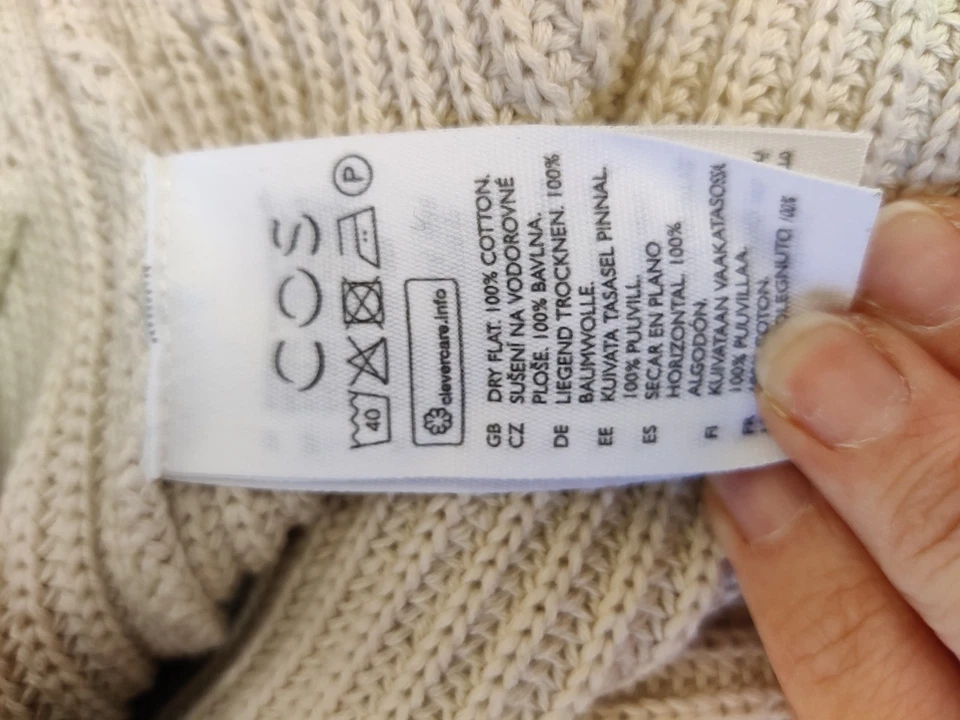 COS
40
P
clevercare.info
GB DRY FLAT. 100% COTTON.
CZ SUŠENÍ NA VODOROVNÉ
PLOŠE. 100% BAVLNA.
DE LIEGEND TROCKNEN. 100%
BAUMWOLLE.
EE KUIVATA TASASEL PINNAL.
100% PUUVILL.
ES SECAR EN PLANO
HORIZONTAL. 100%
ALGODÓN.
FI KUIVATAAN VAAKATASOSSA
100% PUUVILLAA.
FR